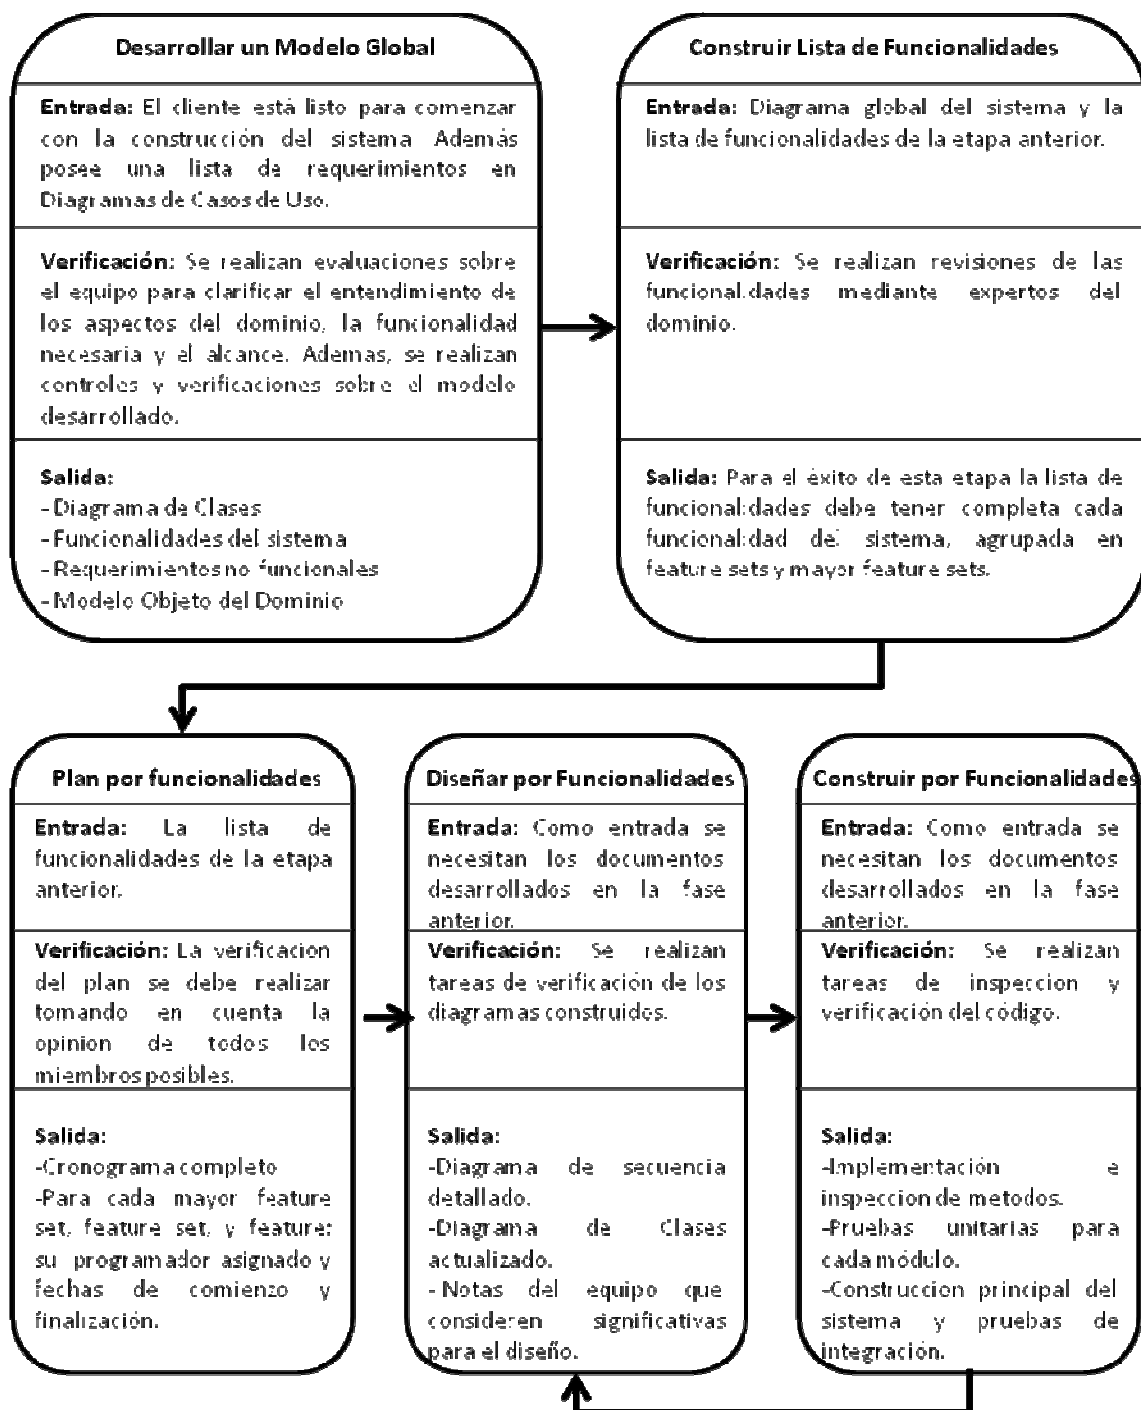 Desarrollar un Modelo Global
Entrada: El cliente está listo para comenzar
con la construcción del sistema. Además
posee una lista de requerimientos en
Diagramas de Casos de Uso.
Verificación: Se realizan evaluaciones sobre
el equipo para clarificar el entendimiento de
los aspectos del dominio, la funcionalidad
necesaria y el alcance. Ademas, se realizan
controles y verificaciones sobre el modelo
desarrollado.
Salida:
- Diagrama de Clases
- Funcionalidades del sistema
- Requerimientos no funcionales
- Modelo Objeto del Dominio
Construir Lista de Funcionalidades
Entrada: Diagrama global del sistema y la
lista de funcionalidades de la etapa anterior.
Verificación: Se realizan revisiones de las
funcionalidades mediante expertos del
dominio.
Salida: Para el éxito de esta etapa la lista de
funcionalidades debe tener completa cada
funcionalidad del sistema, agrupada en
feature sets y mayor feature sets.
Plan por funcionalidades
Entrada: La lista de
funcionalidades de la etapa
anterior.
Verificación: La verificacion
del plan se debe realizar
tomando en cuenta la
opinion de todos los
miembros posibles.
Salida:
-Cronograma completo
-Para cada mayor feature
set, feature set, y feature:
su programador asignado y
fechas de comienzo y
finalización.
Diseñar por Funcionalidades
Entrada: Como entrada se
necesitan los documentos
desarrollados en la fase
anterior.
Verificación: Se realizan
tareas de verificación de los
diagramas construidos.
Salida:
-Diagrama de secuencia
detallado.
-Diagrama de Clases
actualizado.
- Notas del equipo que
consideren significativas
para el diseño.
Construir por Funcionalidades
Entrada: Como entrada se
necesitan los documentos
desarrollados en la fase
anterior.
Verificación: Se realizan
tareas de inspeccion y
verificación del código.
Salida:
-Implementación e
inspeccion de metodos.
-Pruebas unitarias para
cada módulo.
-Construccion principal del
sistema y pruebas de
integración.